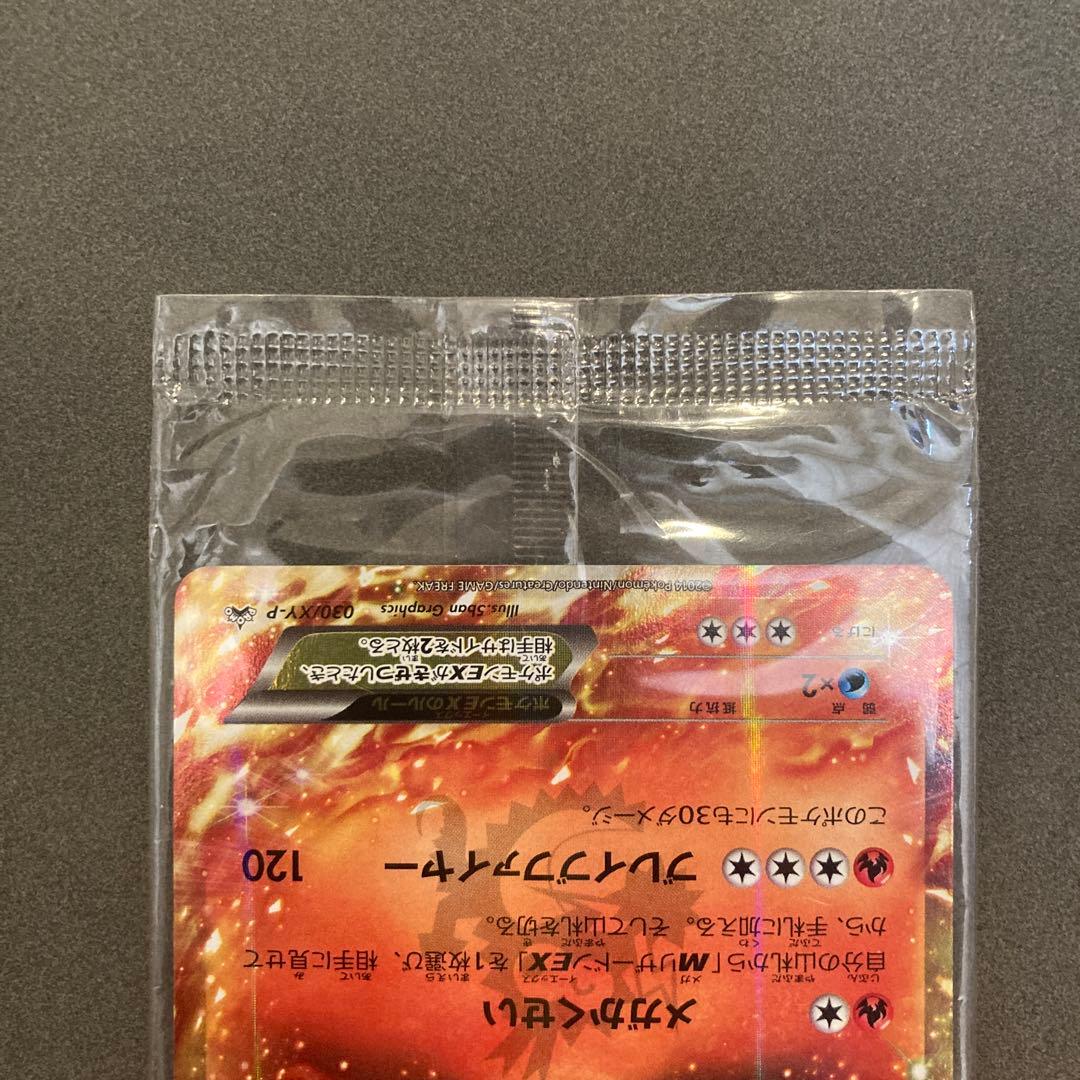 メガかくせい
自分の山札から「MリザードンEX」を1枚選び、相手に見せて
から、手札に加える。そして山札を切る。
ブレイブファイヤー 120
このポケモンにも30ダメージ。
弱点 抵抗力
×2
にげる
ポケモンEXのルール
ポケモンEXがきぜつしたとき、
相手はサイドを2枚とる。
Illus. 5ban Graphics 030/XY-P
©2014 Pokémon/Nintendo/Creatures/GAME FREAK